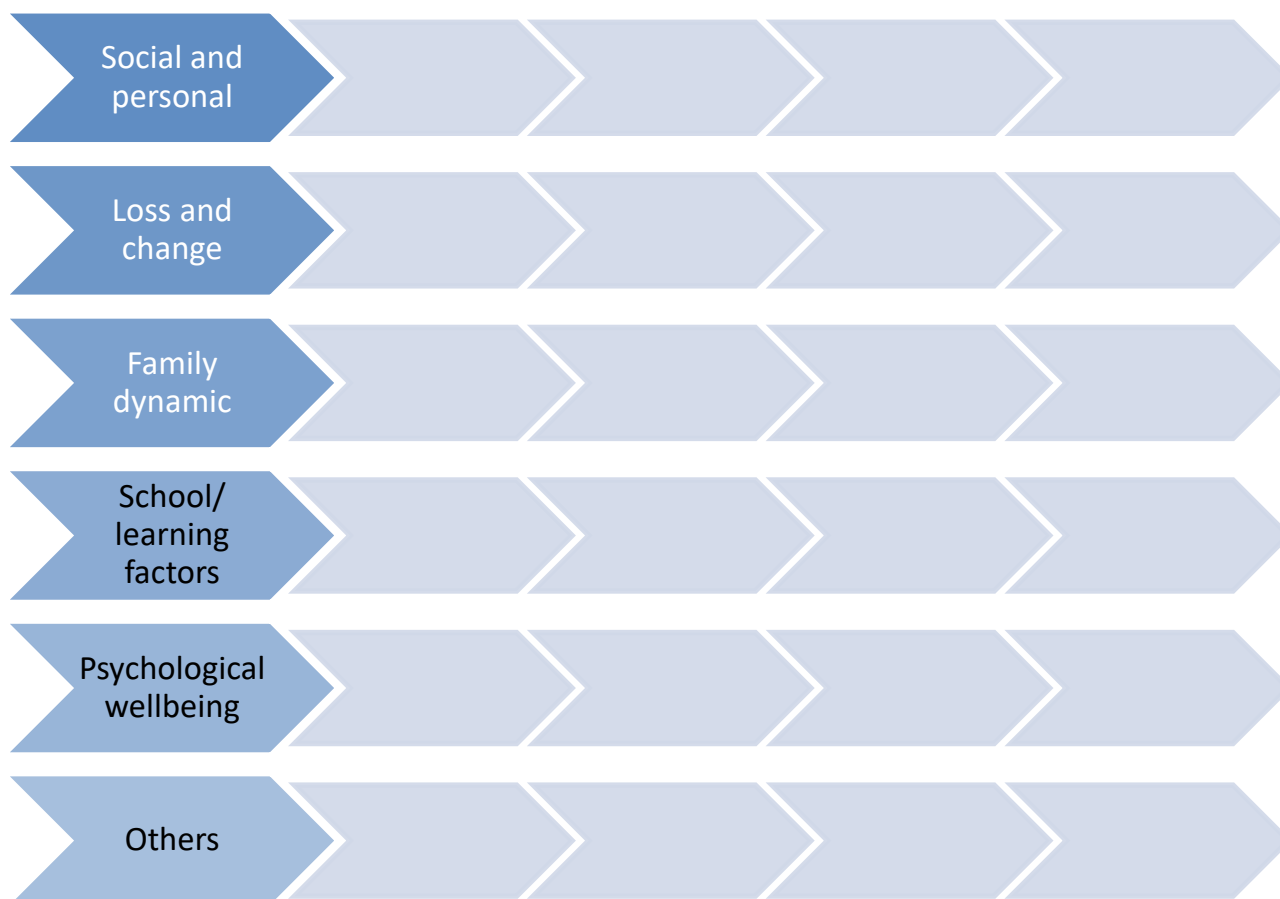 Social and
personal
Loss and
change
Family
dynamic
School/
learning
factors
Psychological
wellbeing
Others